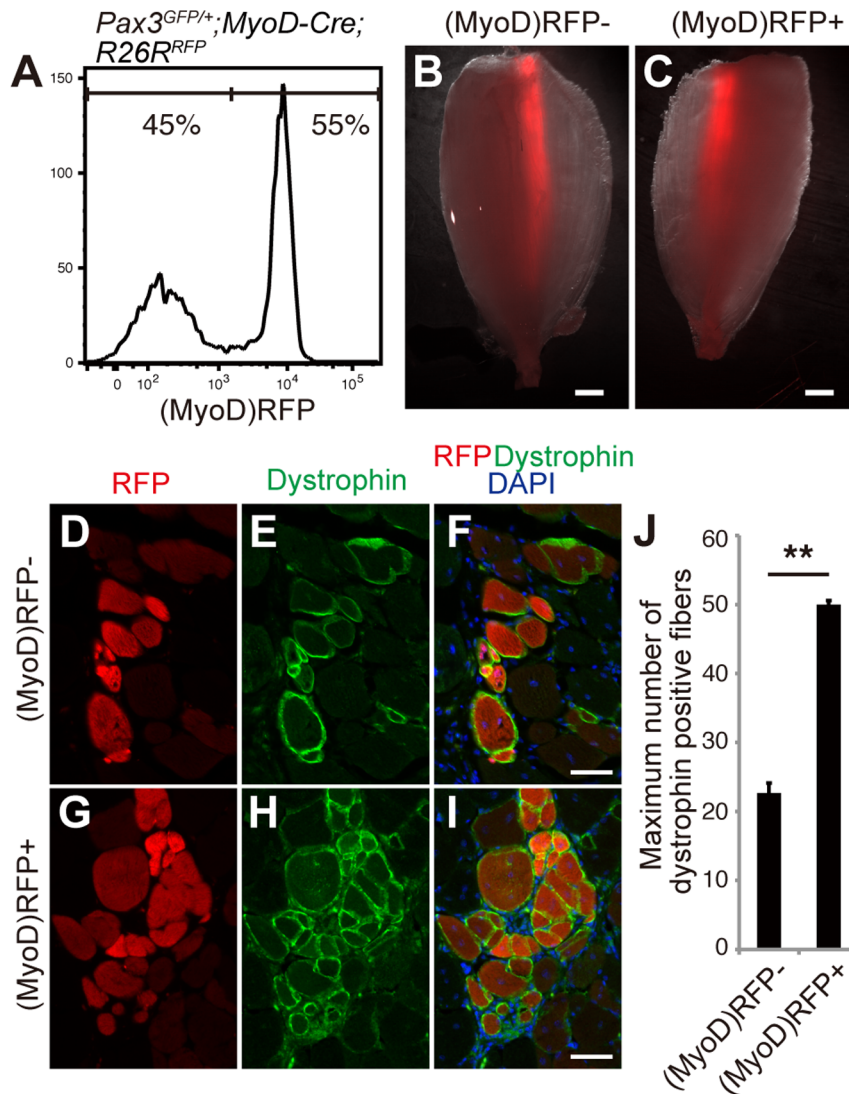 Pax3GFP/+;MyoD-Cre;
R26RRFP
A
150
100
50
0
45%
55%
0
102
103
104
105
(MyoD)RFP
(MyoD)RFP-
B
(MyoD)RFP+
C
RFP
Dystrophin
RFPDystrophin
DAPI
(MyoD)RFP-
D
E
F
(MyoD)RFP+
G
H
I
J
Maximum number of
dystrophin positive fibers
60
50
40
30
20
10
0
**
(MyoD)RFP-
(MyoD)RFP+